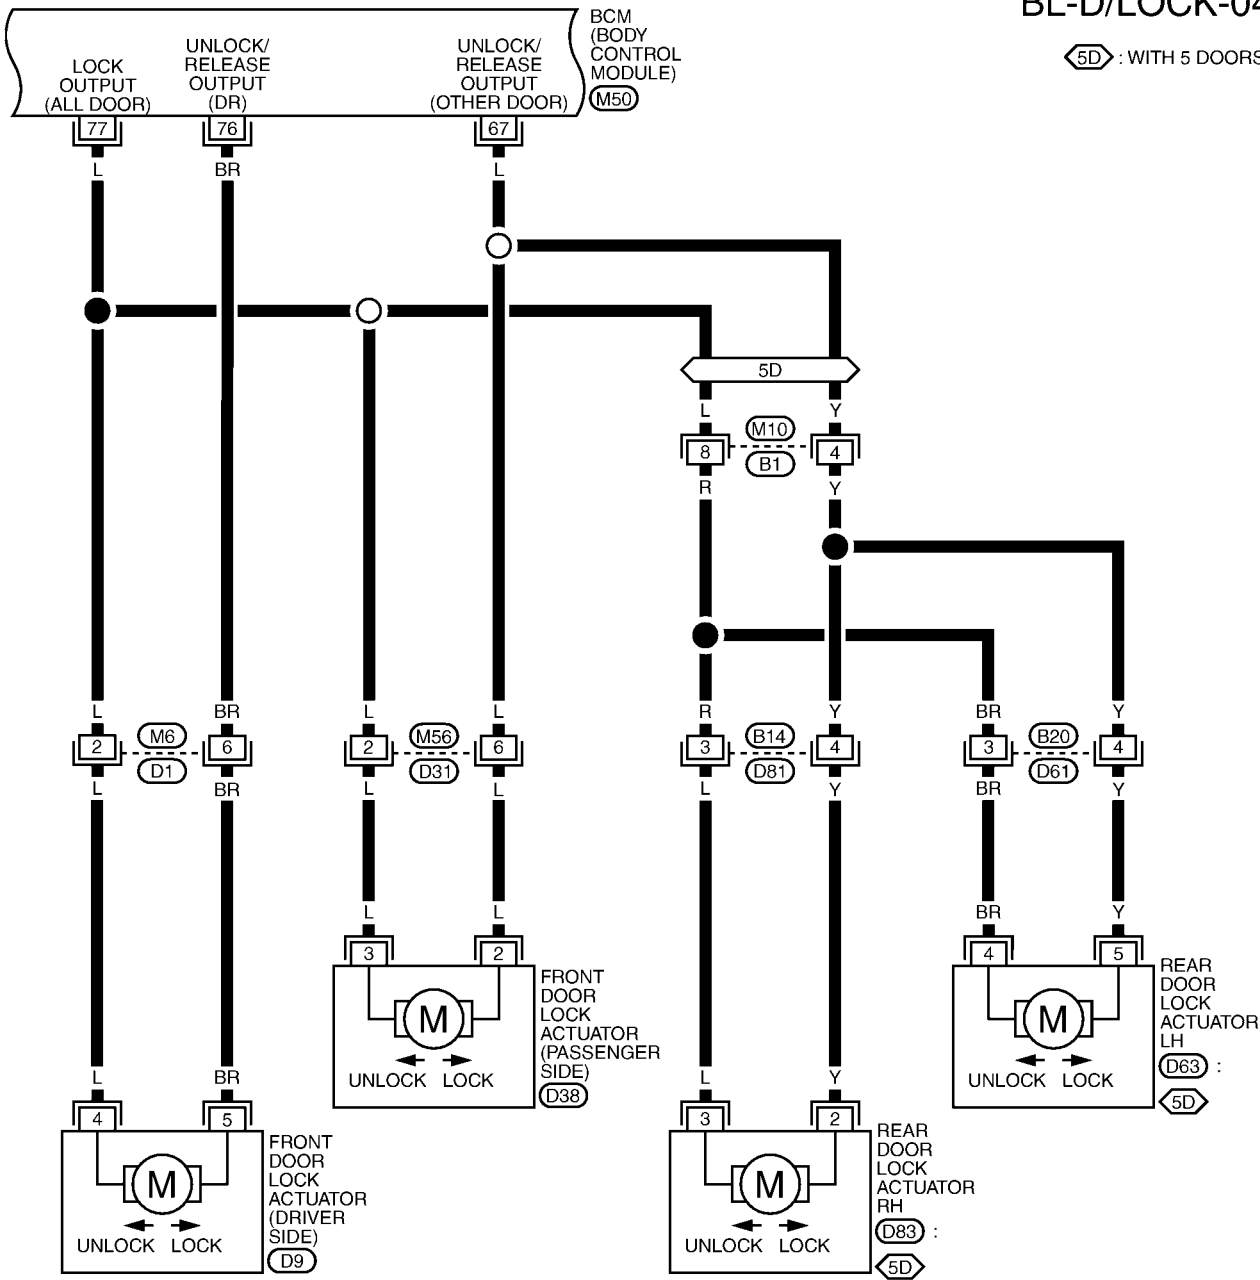 BL-D/LOCK-04
5D : WITH 5 DOORS
BCM
(BODY
CONTROL
MODULE)
M50
LOCK
OUTPUT
(ALL DOOR)
UNLOCK/
RELEASE
OUTPUT
(DR)
UNLOCK/
RELEASE
OUTPUT
(OTHER DOOR)
77 76 67
L BR L
5D
L Y
8 M10 4
B1
R Y
L BR L L R Y BR Y
2 M6 6 2 M56 6 3 B14 4 3 B20 4
D1 D31 D81 D61
L BR L L L Y BR Y
L L BR Y
3 2 4 5
M M
UNLOCK LOCK UNLOCK LOCK
FRONT
DOOR
LOCK
ACTUATOR
(PASSENGER
SIDE)
D38
REAR
DOOR
LOCK
ACTUATOR
LH
D63 :
5D
L BR L Y
4 5 3 2
M M
UNLOCK LOCK UNLOCK LOCK
FRONT
DOOR
LOCK
ACTUATOR
(DRIVER
SIDE)
D9
REAR
DOOR
LOCK
ACTUATOR
RH
D83 :
5D